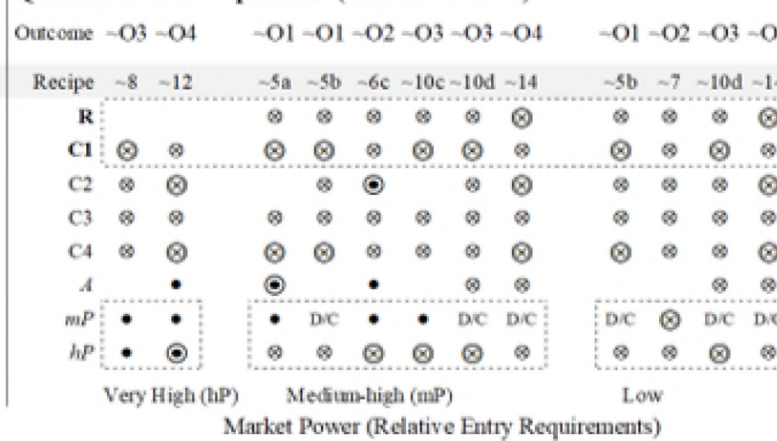 Outcome ~O3 ~O4 ~O1 ~O1 ~O2 ~O3 ~O3 ~O4 ~O1 ~O2 ~O3
Recipe ~8 ~12 ~5a ~5b ~6c ~10c ~10d ~14 ~5b ~7 ~10d
R
C1
C2
C3
C4
A
mP D/C D/C D/C D/C D/C
hP
Very High (hP) Medium-high (mP) Low
Market Power (Relative Entry Requirements)